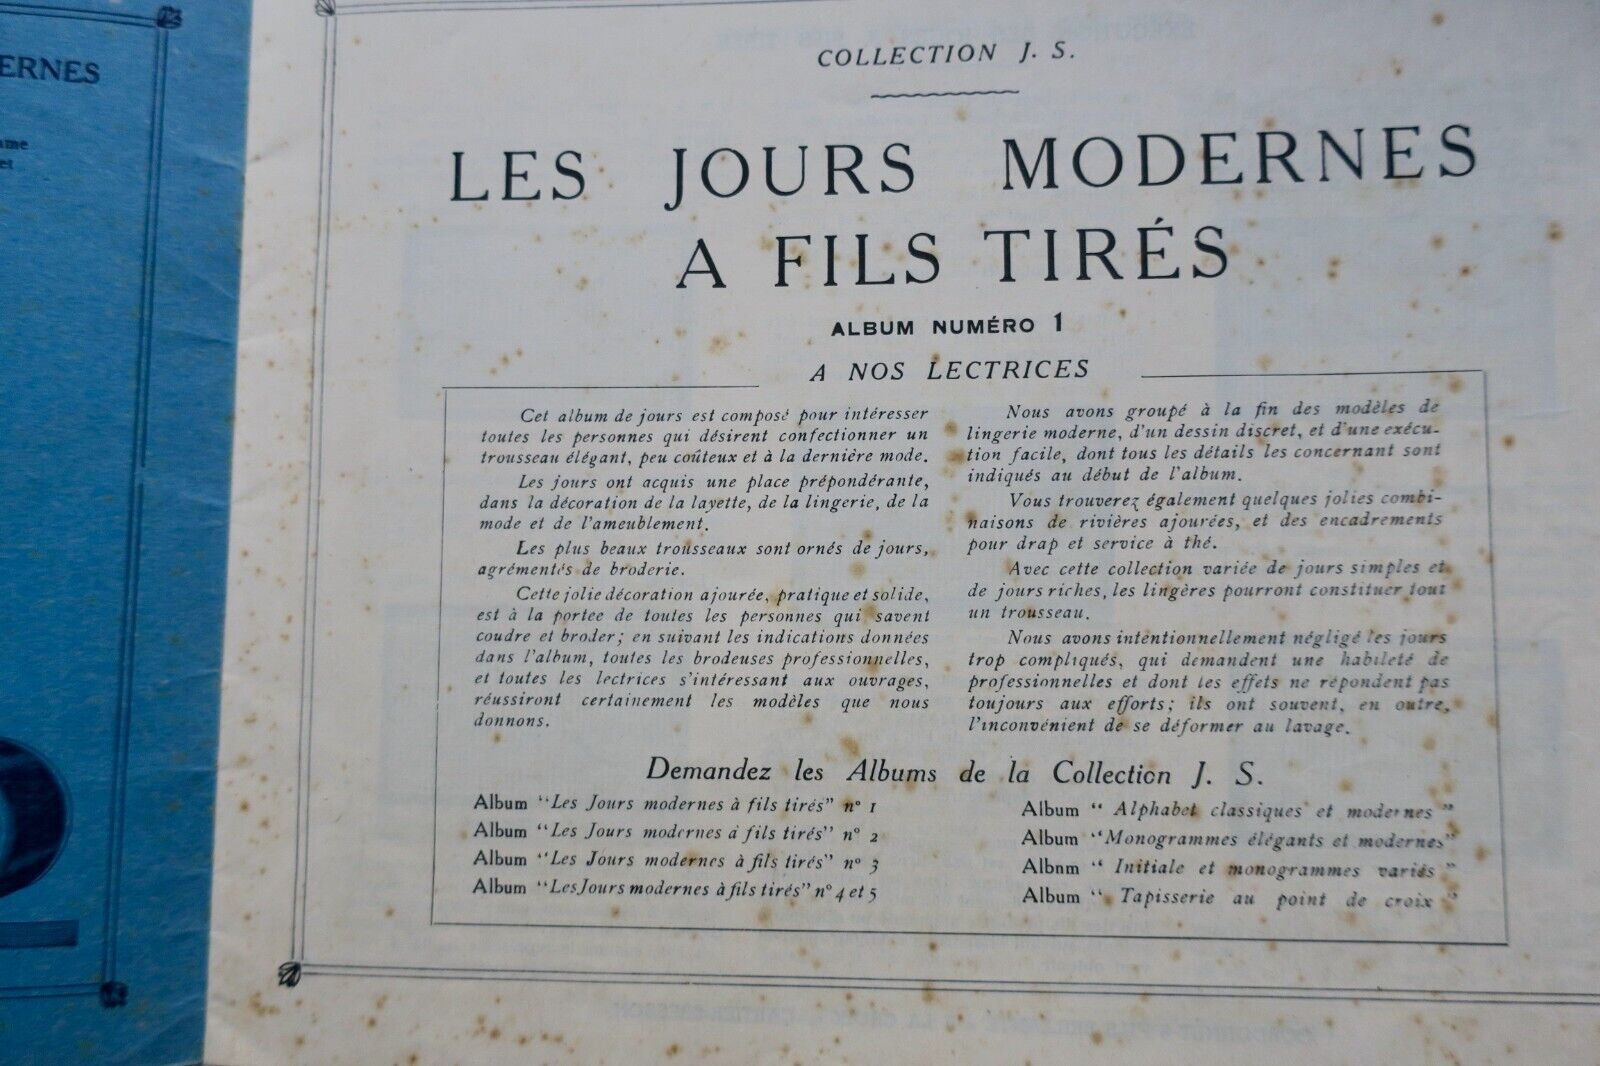 ERNES
ame
et
COLLECTION J. S.
LES JOURS MODERNES
A FILS TIRÉS
ALBUM NUMÉRO 1
A NOS LECTRICES
Cet album de jours est composé pour intéresser
toutes les personnes qui désirent confectionner un
trousseau élégant, peu coûteux et à la dernière mode.
Les jours ont acquis une place prépondérante,
dans la décoration de la layette, de la lingerie, de la
mode et de l'ameublement.
Les plus beaux trousseaux sont ornés de jours,
agrémentés de broderie.
Cette jolie décoration ajourée, pratique et solide,
est à la portee de toutes les personnes qui savent
coudre et broder; en suivant les indications données
dans l'album, toutes les brodeuses professionnelles,
et toutes les lectrices s'intéressant aux ouvrages,
réussiront certainement les modèles que nous
donnons.
Nous avons groupé à la fin des modèles de
lingerie moderne, d'un dessin discret, et d'une exécu-
tion facile, dont tous les détails les concernant sont
indiqués au début de l'album.
Vous trouverez également quelques jolies combi-
naisons de rivières ajourées, et des encadrements
pour drap et service à thé.
Avec cette collection variée de jours simples et
de jours riches, les lingères pourront constituer tout
un trousseau.
Nous avons intentionnellement négligé les jours
trop compliqués, qui demandent une habileté de
professionnelles et dont les effets ne répondent pas
toujours aux efforts; ils ont souvent, en outre,
l'inconvénient de se déformer au lavage.
Demandez les Albums de la Collection J. S.
Album "Les Jours modernes à fils tirés" n° 1
Album "Les Jours modernes à fils tirés" n° 2
Album "Les Jours modernes à fils tirés" n° 3
Album "Les Jours modernes à fils tirés" n° 4 et 5
Album " Alphabet classiques et modernes "
Album "Monogrammes élégants et modernes"
Albnm " Initiale et monogrammes variés "
Album " Tapisserie au point de croix "